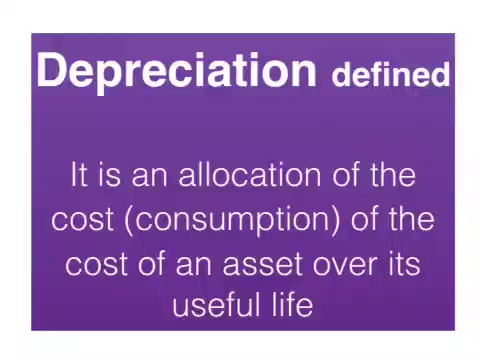 Depreciation defined
It is an allocation of the
cost (consumption) of the
cost of an asset over its
useful life